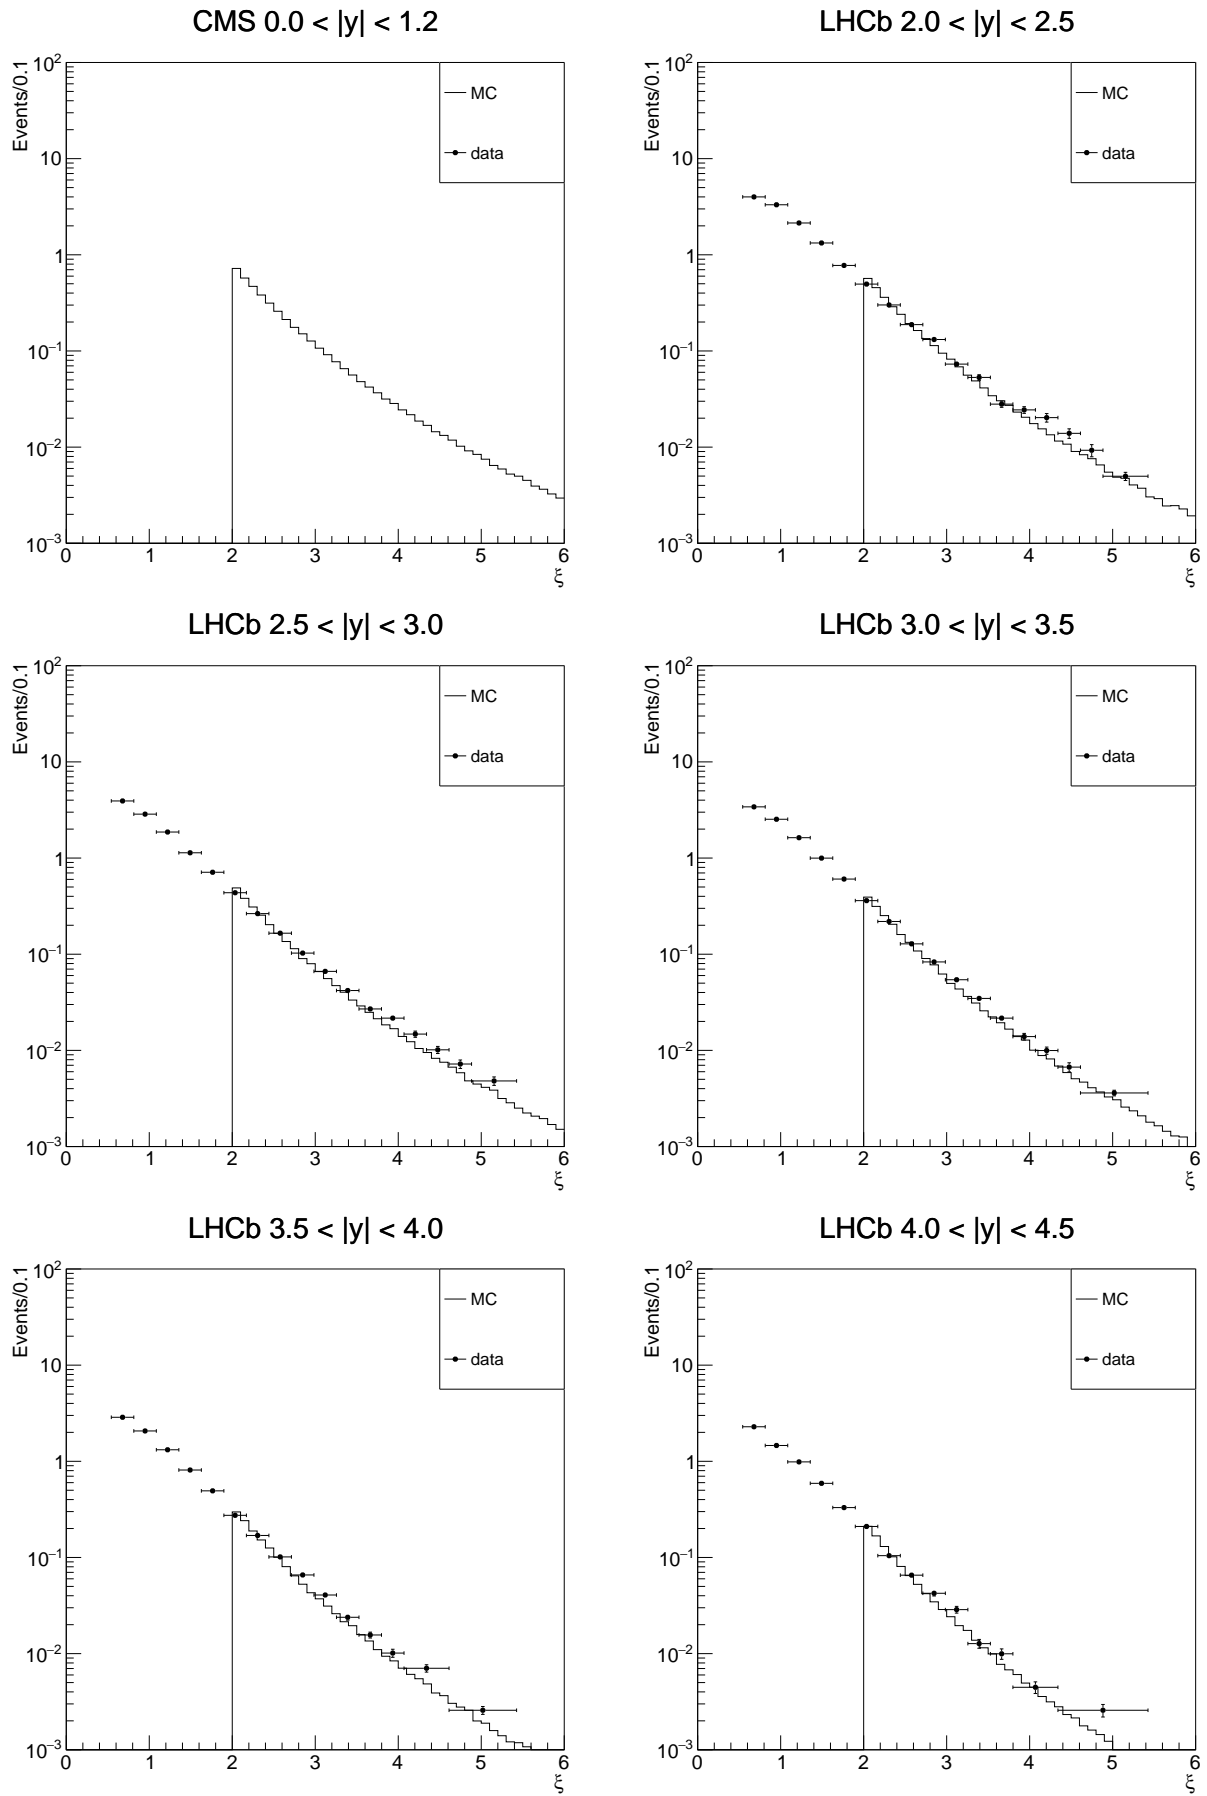 CMS 0.0 < |y| < 1.2
Events/0.1
10²
10
1
10⁻¹
10⁻²
10⁻³
MC
data
0 1 2 3 4 5 6
ξ
LHCb 2.0 < |y| < 2.5
Events/0.1
10²
10
1
10⁻¹
10⁻²
10⁻³
MC
data
0 1 2 3 4 5 6
ξ
LHCb 2.5 < |y| < 3.0
Events/0.1
10²
10
1
10⁻¹
10⁻²
10⁻³
MC
data
0 1 2 3 4 5 6
ξ
LHCb 3.0 < |y| < 3.5
Events/0.1
10²
10
1
10⁻¹
10⁻²
10⁻³
MC
data
0 1 2 3 4 5 6
ξ
LHCb 3.5 < |y| < 4.0
Events/0.1
10²
10
1
10⁻¹
10⁻²
10⁻³
MC
data
0 1 2 3 4 5 6
ξ
LHCb 4.0 < |y| < 4.5
Events/0.1
10²
10
1
10⁻¹
10⁻²
10⁻³
MC
data
0 1 2 3 4 5 6
ξ